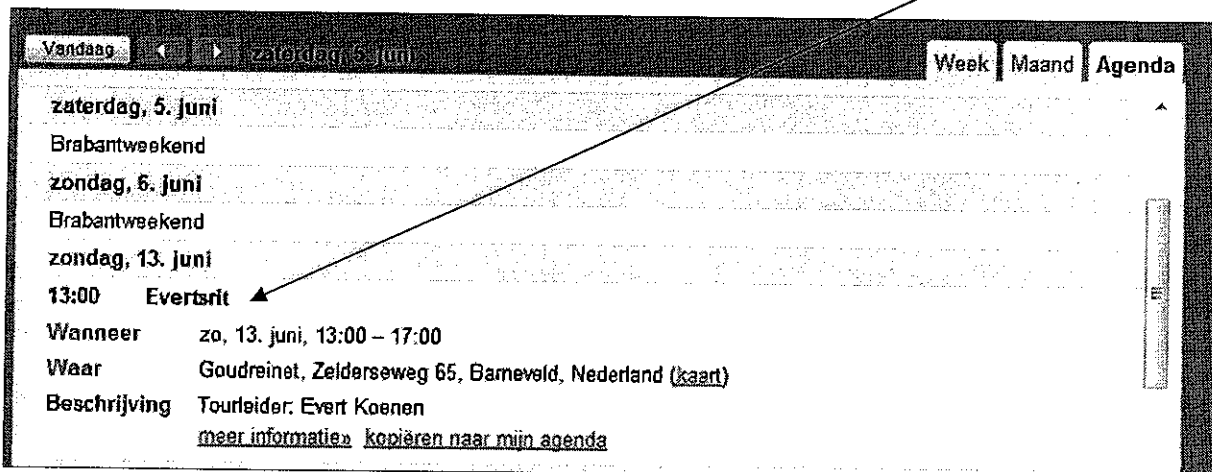 Vandaag zaterdag, 5. juni Week Maand Agenda
zaterdag, 5. juni
Brabantweekend
zondag, 6. juni
Brabantweekend
zondag, 13. juni
13:00 Evertsrit
Wanneer zo, 13. juni, 13:00 – 17:00
Waar Goudreinet, Zelderseweg 65, Barneveld, Nederland (kaart)
Beschrijving Tourleider: Evert Koenen
meer informatie» kopiëren naar mijn agenda